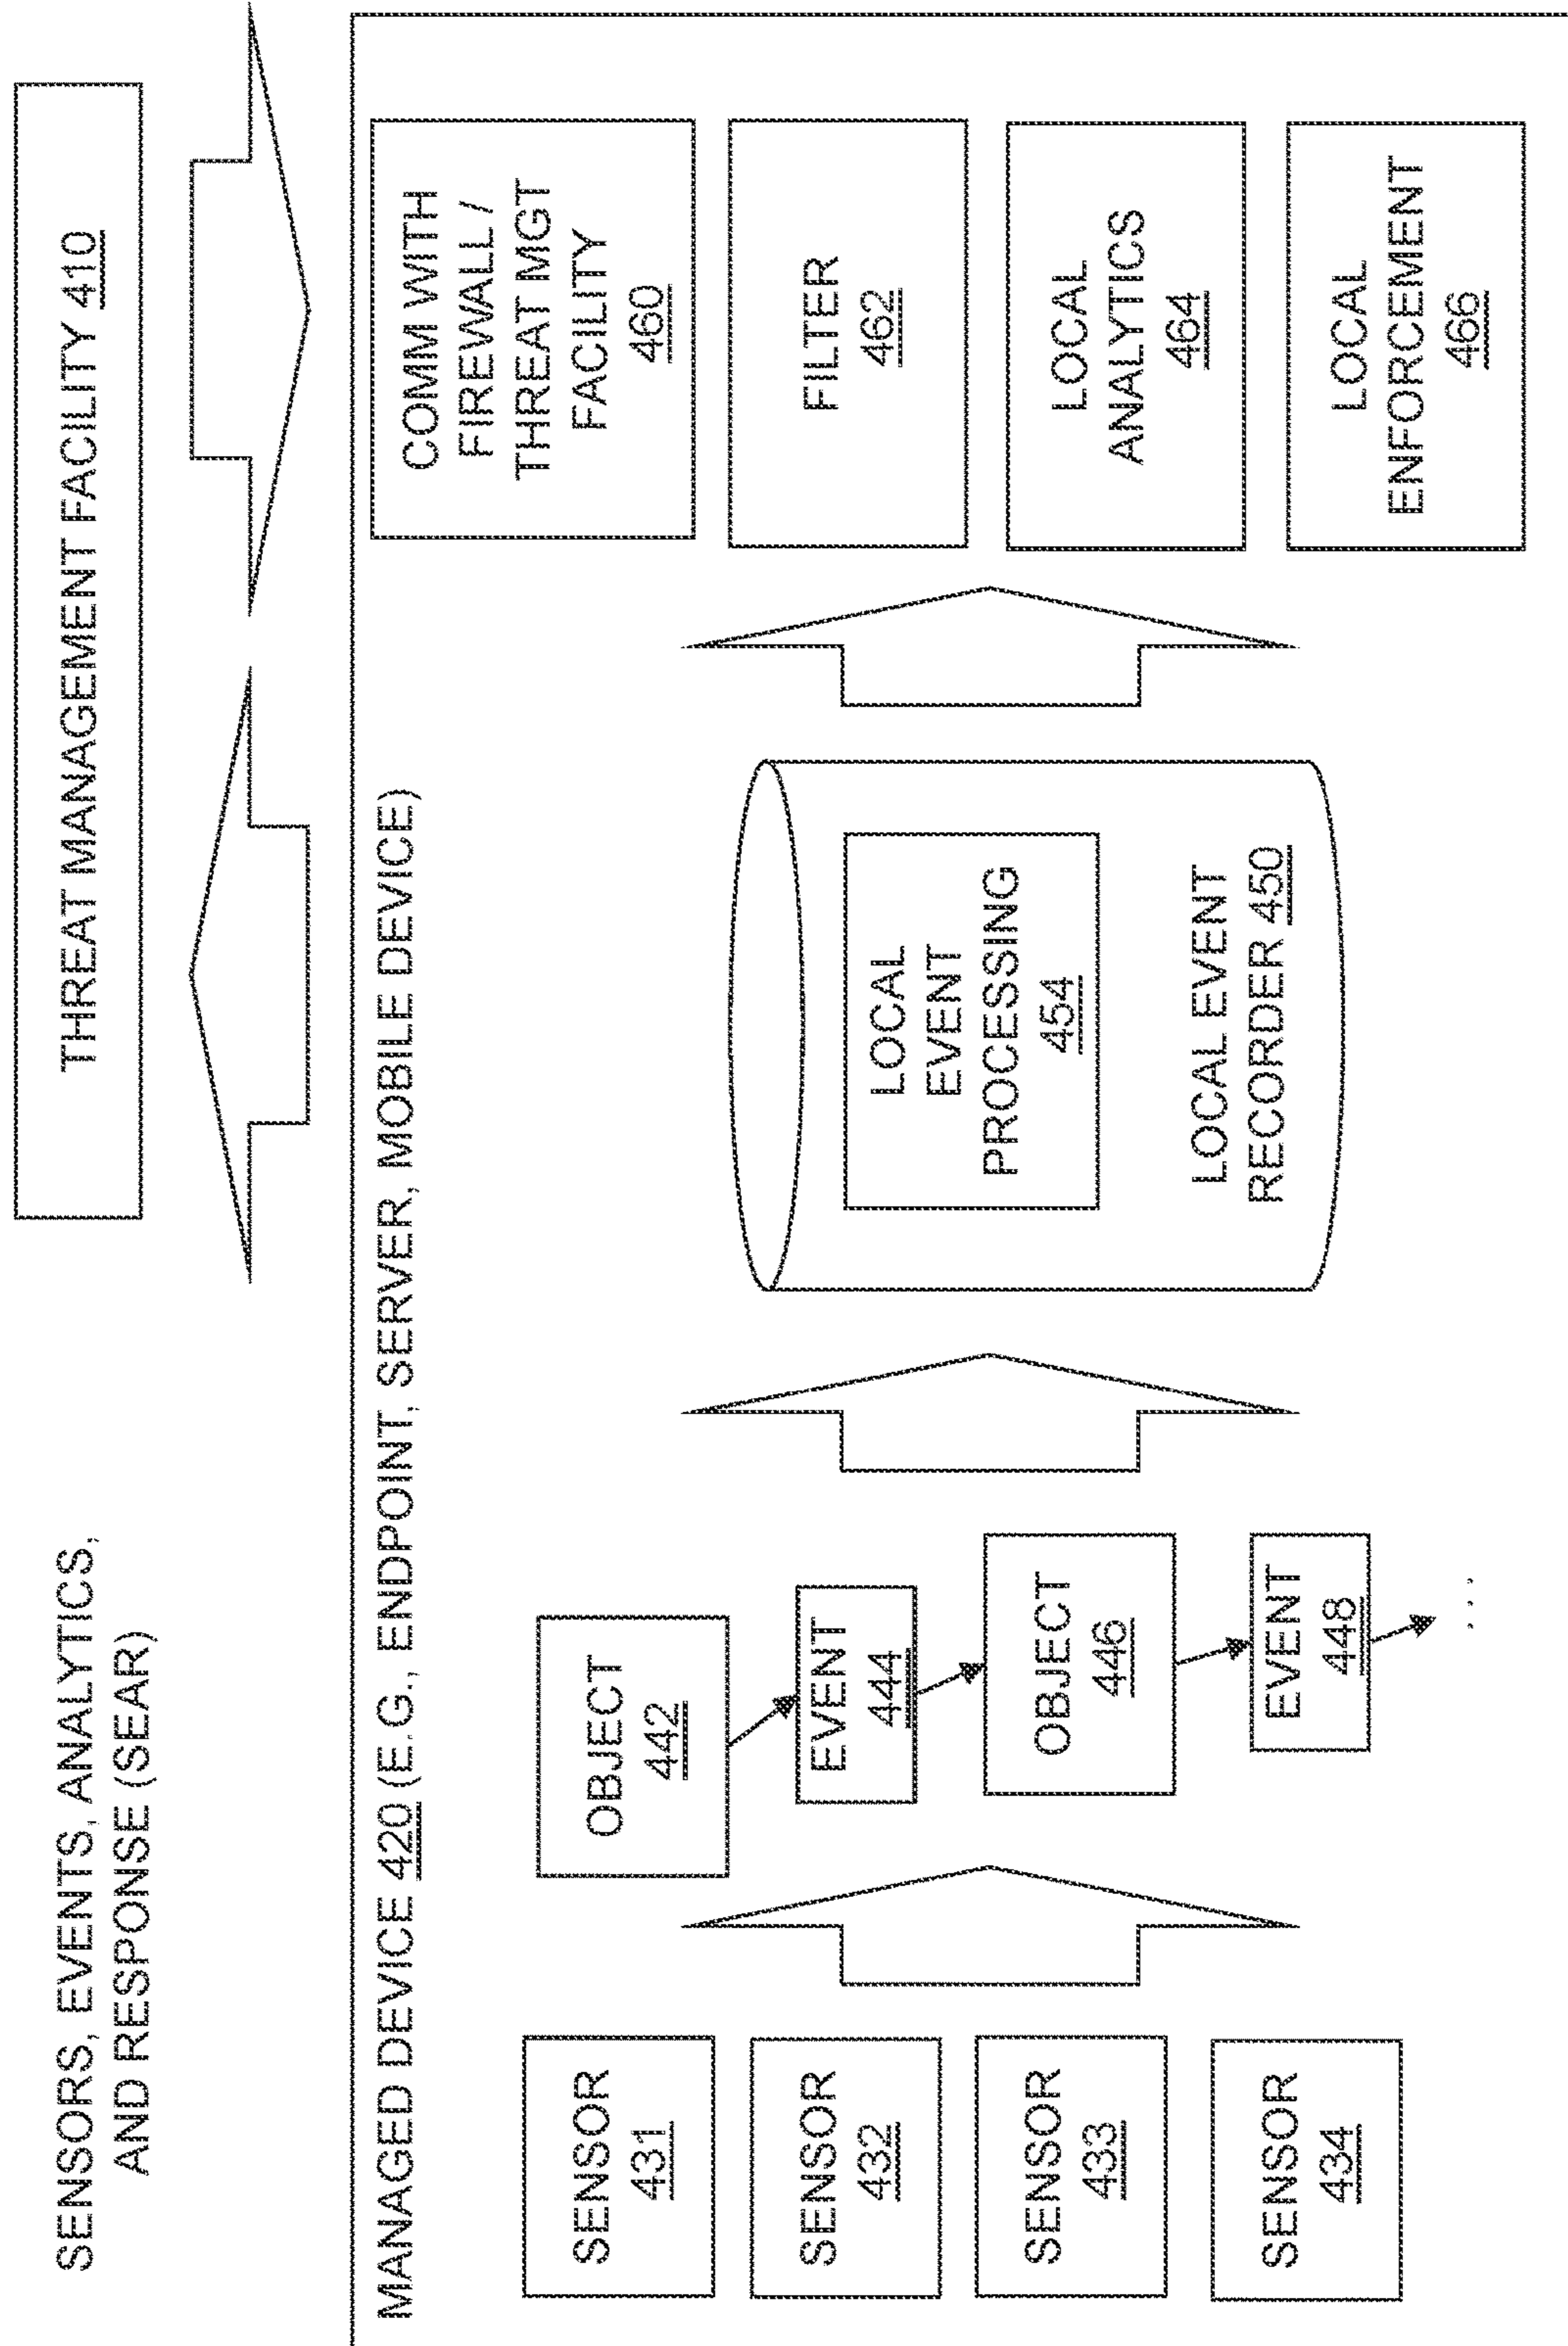 SENSORS, EVENTS, ANALYTICS,
AND RESPONSE (SEAR)
THREAT MANAGEMENT FACILITY 410
MANAGED DEVICE 420 (E.G., ENDPOINT, SERVER, MOBILE DEVICE)
SENSOR
431
SENSOR
432
SENSOR
433
SENSOR
434
OBJECT
442
EVENT
444
OBJECT
446
EVENT
448
...
LOCAL
EVENT
PROCESSING
454
LOCAL EVENT
RECORDER 450
COMM WITH
FIREWALL /
THREAT MGT
FACILITY
460
FILTER
462
LOCAL
ANALYTICS
464
LOCAL
ENFORCEMENT
466